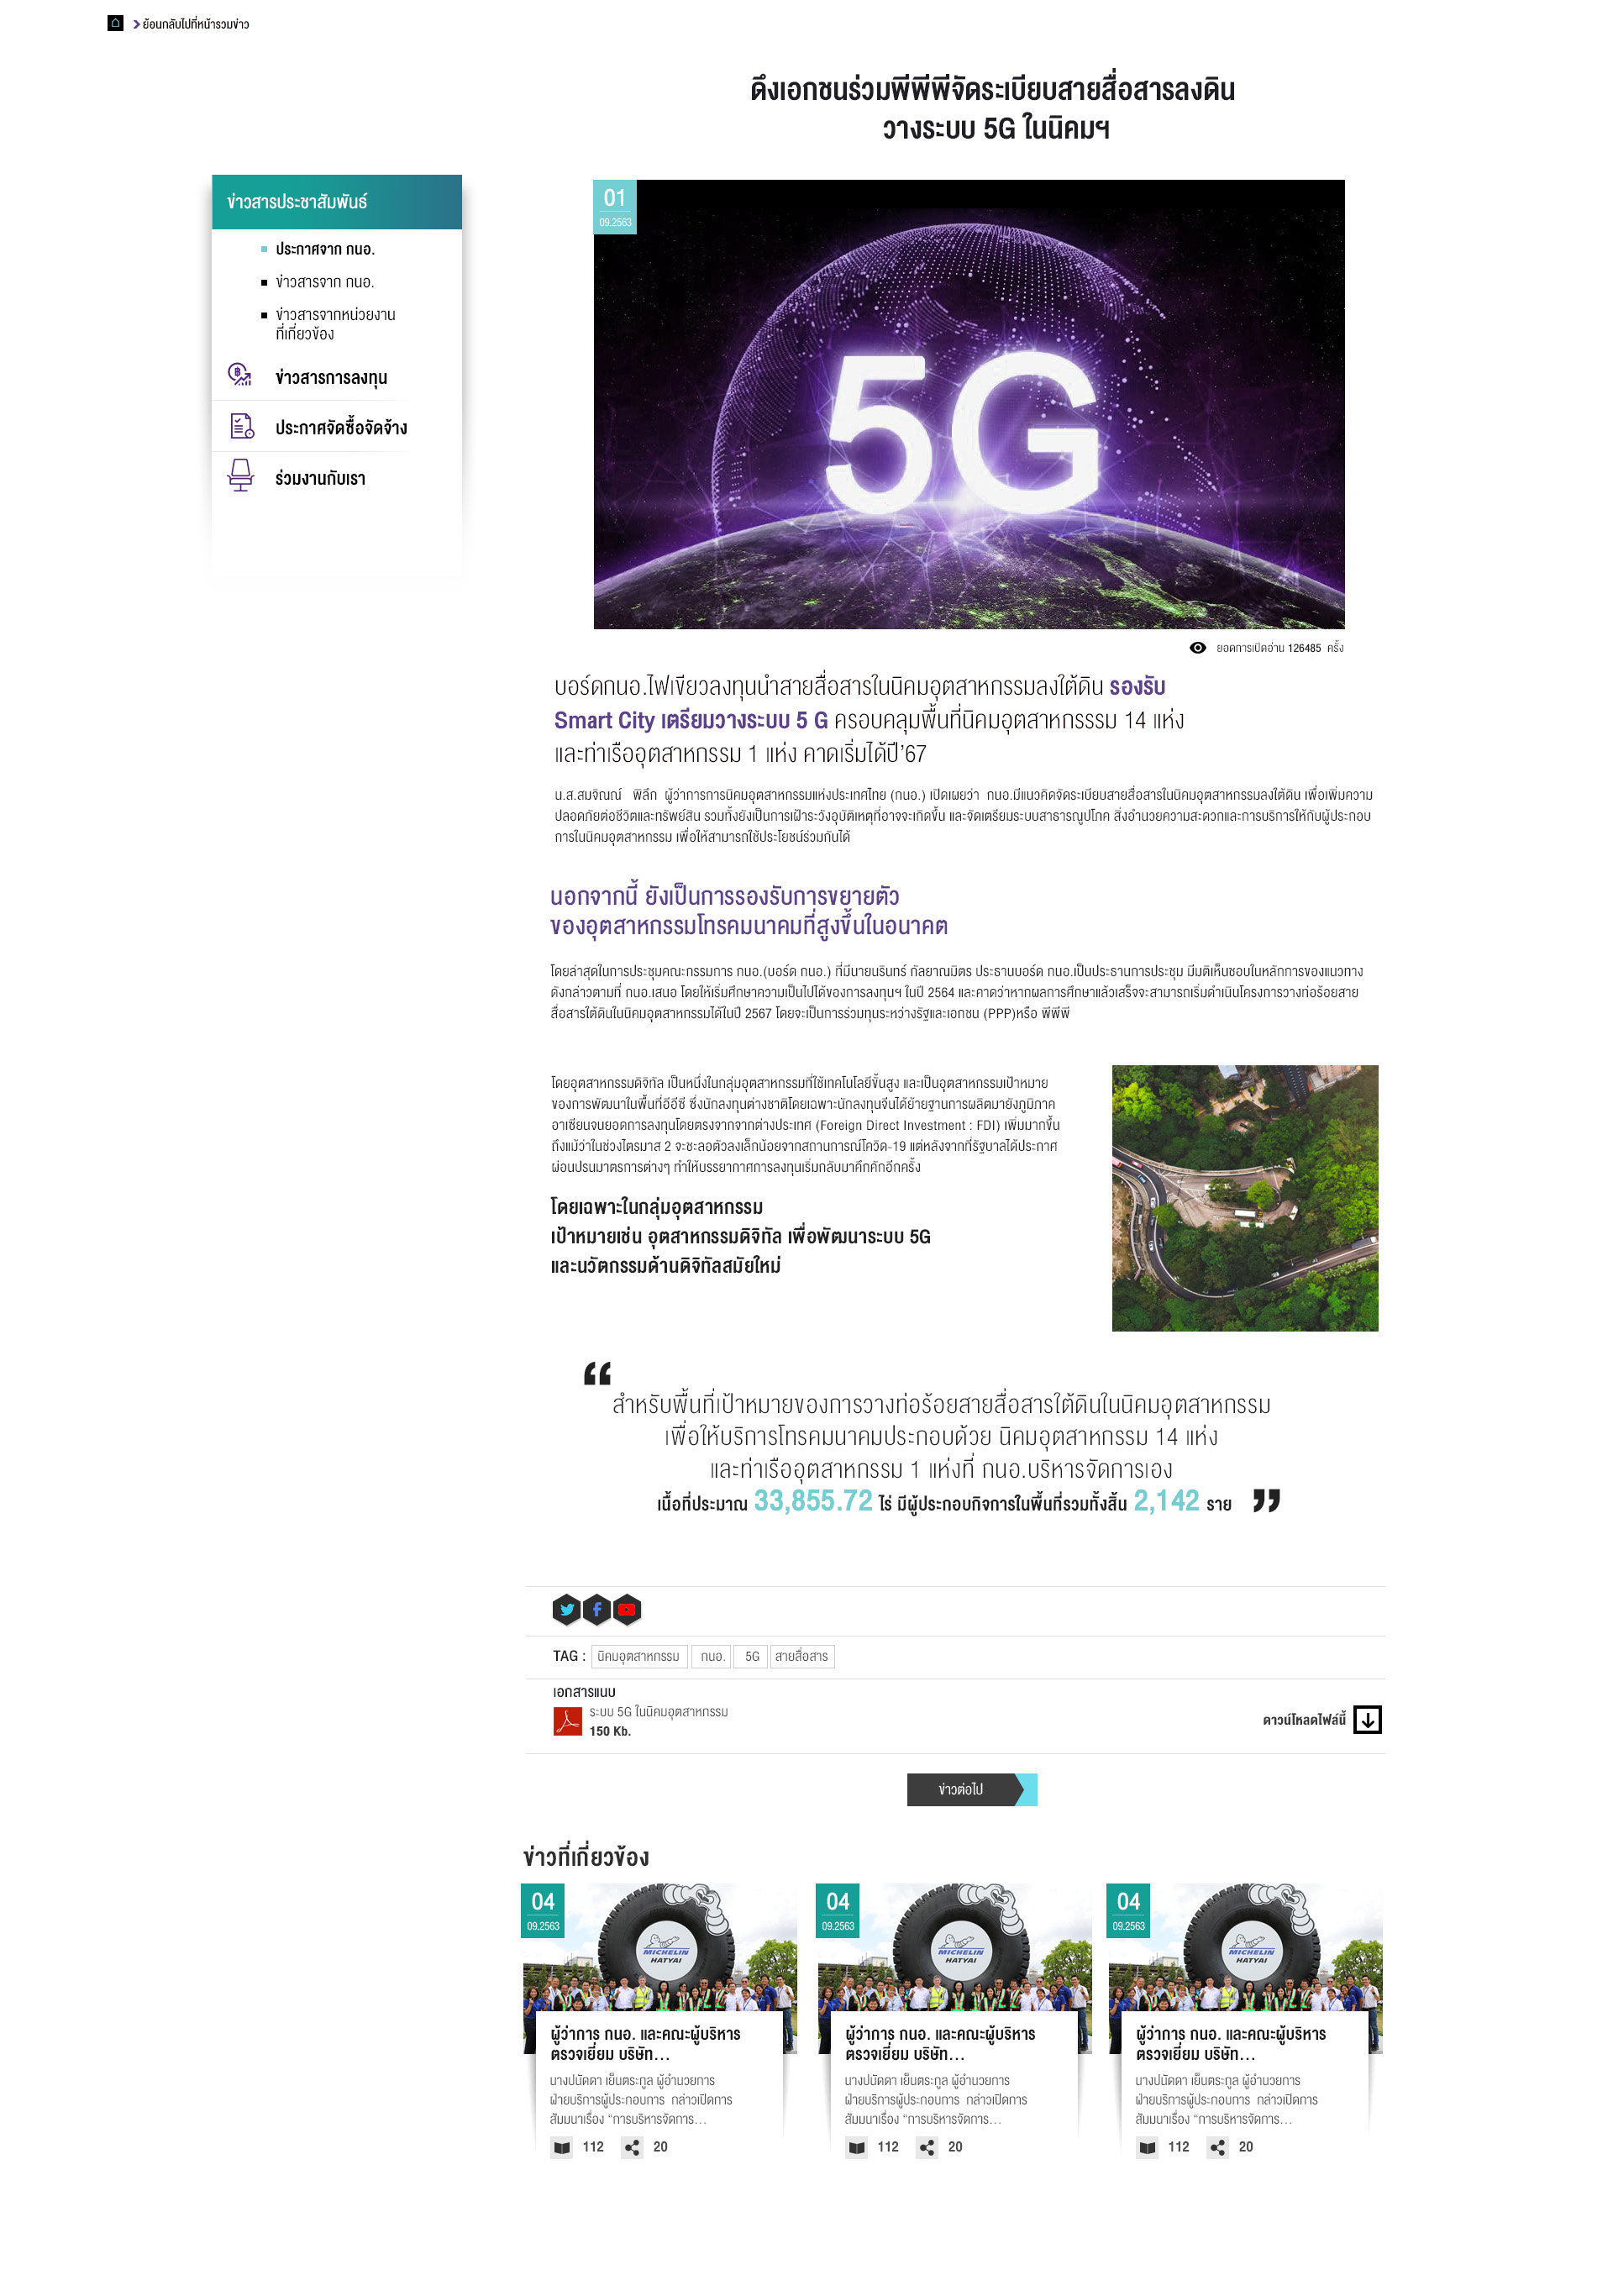 ย้อนกลับไปที่หน้ารวมข่าว
ดึงเอกชนร่วมพีพีพีจัดระเบียบสายสื่อสารลงดิน
วางระบบ 5G ในนิคมฯ
ข่าวสารประชาสัมพันธ์
ประกาศจาก กนอ.
ข่าวสารจาก กนอ.
ข่าวสารจากหน่วยงาน
ที่เกี่ยวข้อง
ข่าวสารการลงทุน
ประกาศจัดซื้อจัดจ้าง
ร่วมงานกับเรา
01
09.2563
5G
ยอดการเปิดอ่าน 126485 ครั้ง
บอร์ดกนอ.ไฟเขียวลงทุนนำสายสื่อสารในนิคมอุตสาหกรรมลงใต้ดิน รองรับ
Smart City เตรียมวางระบบ 5 G ครอบคลุมพื้นที่นิคมอุตสาหกรรรม 14 แห่ง
และท่าเรืออุตสาหกรรม 1 แห่ง คาดเริ่มได้ปี’67
น.ส.สมจิณณ์ พิลึก ผู้ว่าการการนิคมอุตสาหกรรมแห่งประเทศไทย (กนอ.) เปิดเผยว่า กนอ.มีแนวคิดจัดระเบียบสายสื่อสารในนิคมอุตสาหกรรมลงใต้ดิน เพื่อเพิ่มความ
ปลอดภัยต่อชีวิตและทรัพย์สิน รวมทั้งยังเป็นการเฝ้าระวังอุบัติเหตุที่อาจจะเกิดขึ้น และจัดเตรียมระบบสาธารณูปโภค สิ่งอำนวยความสะดวกและการบริการให้กับผู้ประกอบ
การในนิคมอุตสาหกรรม เพื่อให้สามารถใช้ประโยชน์ร่วมกันได้
นอกจากนี้ ยังเป็นการรองรับการขยายตัว
ของอุตสาหกรรมโทรคมนาคมที่สูงขึ้นในอนาคต
โดยล่าสุดในการประชุมคณะกรรมการ กนอ.(บอร์ด กนอ.) ที่มีนายนรินทร์ กัลยาณมิตร ประธานบอร์ด กนอ.เป็นประธานการประชุม มีมติเห็นชอบในหลักการของแนวทาง
ดังกล่าวตามที่ กนอ.เสนอ โดยให้เริ่มศึกษาความเป็นไปได้ของการลงทุนฯ ในปี 2564 และคาดว่าหากผลการศึกษาแล้วเสร็จจะสามารถเริ่มดำเนินโครงการวางท่อร้อยสาย
สื่อสารใต้ดินในนิคมอุตสาหกรรมได้ในปี 2567 โดยจะเป็นการร่วมทุนระหว่างรัฐและเอกชน (PPP)หรือ พีพีพี
โดยอุตสาหกรรมดิจิทัล เป็นหนึ่งในกลุ่มอุตสาหกรรมที่ใช้เทคโนโลยีขั้นสูง และเป็นอุตสาหกรรมเป้าหมาย
ของการพัฒนาในพื้นที่อีอีซี ซึ่งนักลงทุนต่างชาติโดยเฉพาะนักลงทุนจีนได้ย้ายฐานการผลิตมายังภูมิภาค
อาเซียนจนยอดการลงทุนโดยตรงจากจากต่างประเทศ (Foreign Direct Investment : FDI) เพิ่มมากขึ้น
ถึงแม้ว่าในช่วงไตรมาส 2 จะชะลอตัวลงเล็กน้อยจากสถานการณ์โควิด-19 แต่หลังจากที่รัฐบาลได้ประกาศ
ผ่อนปรนมาตรการต่างๆ ทำให้บรรยากาศการลงทุนเริ่มกลับมาคึกคักอีกครั้ง
โดยเฉพาะในกลุ่มอุตสาหกรรม
เป้าหมายเช่น อุตสาหกรรมดิจิทัล เพื่อพัฒนาระบบ 5G
และนวัตกรรมด้านดิจิทัลสมัยใหม่
“
สำหรับพื้นที่เป้าหมายของการวางท่อร้อยสายสื่อสารใต้ดินในนิคมอุตสาหกรรม
เพื่อให้บริการโทรคมนาคมประกอบด้วย นิคมอุตสาหกรรม 14 แห่ง
และท่าเรืออุตสาหกรรม 1 แห่งที่ กนอ.บริหารจัดการเอง
เนื้อที่ประมาณ 33,855.72 ไร่ มีผู้ประกอบกิจการในพื้นที่รวมทั้งสิ้น 2,142 ราย ”
TAG : นิคมอุตสาหกรรม กนอ. 5G สายสื่อสาร
เอกสารแนบ
ระบบ 5G ในนิคมอุตสาหกรรม
150 Kb.
ดาวน์โหลดไฟล์นี้
ข่าวต่อไป
ข่าวที่เกี่ยวข้อง
04
09.2563
MICHELIN
HATYAI
ผู้ว่าการ กนอ. และคณะผู้บริหาร
ตรวจเยี่ยม บริษัท...
นางปนัดดา เย็นตระกูล ผู้อำนวยการ
ฝ่ายบริการผู้ประกอบการ กล่าวเปิดการ
สัมมนาเรื่อง “การบริหารจัดการ...
112 20
04
09.2563
MICHELIN
HATYAI
ผู้ว่าการ กนอ. และคณะผู้บริหาร
ตรวจเยี่ยม บริษัท...
นางปนัดดา เย็นตระกูล ผู้อำนวยการ
ฝ่ายบริการผู้ประกอบการ กล่าวเปิดการ
สัมมนาเรื่อง “การบริหารจัดการ...
112 20
04
09.2563
MICHELIN
HATYAI
ผู้ว่าการ กนอ. และคณะผู้บริหาร
ตรวจเยี่ยม บริษัท...
นางปนัดดา เย็นตระกูล ผู้อำนวยการ
ฝ่ายบริการผู้ประกอบการ กล่าวเปิดการ
สัมมนาเรื่อง “การบริหารจัดการ...
112 20